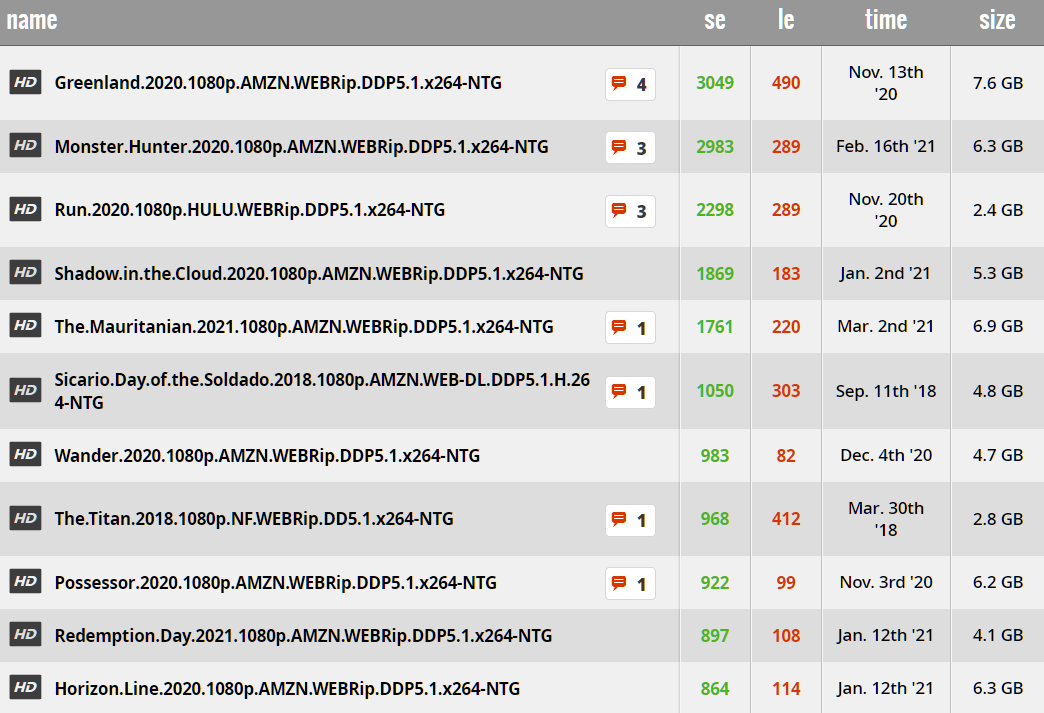 name se le time size
HD Greenland.2020.1080p.AMZN.WEBRip.DDP5.1.x264-NTG 4 3049 490 Nov. 13th
'20 7.6 GB
HD Monster.Hunter.2020.1080p.AMZN.WEBRip.DDP5.1.x264-NTG 3 2983 289 Feb. 16th '21 6.3 GB
HD Run.2020.1080p.HULU.WEBRip.DDP5.1.x264-NTG 3 2298 289 Nov. 20th
'20 2.4 GB
HD Shadow.in.the.Cloud.2020.1080p.AMZN.WEBRip.DDP5.1.x264-NTG 1869 183 Jan. 2nd '21 5.3 GB
HD The.Mauritanian.2021.1080p.AMZN.WEBRip.DDP5.1.x264-NTG 1 1761 220 Mar. 2nd '21 6.9 GB
HD Sicario.Day.of.the.Soldado.2018.1080p.AMZN.WEB-DL.DDP5.1.H.26
4-NTG 1 1050 303 Sep. 11th '18 4.8 GB
HD Wander.2020.1080p.AMZN.WEBRip.DDP5.1.x264-NTG 983 82 Dec. 4th '20 4.7 GB
HD The.Titan.2018.1080p.NF.WEBRip.DD5.1.x264-NTG 1 968 412 Mar. 30th
'18 2.8 GB
HD Possessor.2020.1080p.AMZN.WEBRip.DDP5.1.x264-NTG 1 922 99 Nov. 3rd '20 6.2 GB
HD Redemption.Day.2021.1080p.AMZN.WEBRip.DDP5.1.x264-NTG 897 108 Jan. 12th '21 4.1 GB
HD Horizon.Line.2020.1080p.AMZN.WEBRip.DDP5.1.x264-NTG 864 114 Jan. 12th '21 6.3 GB